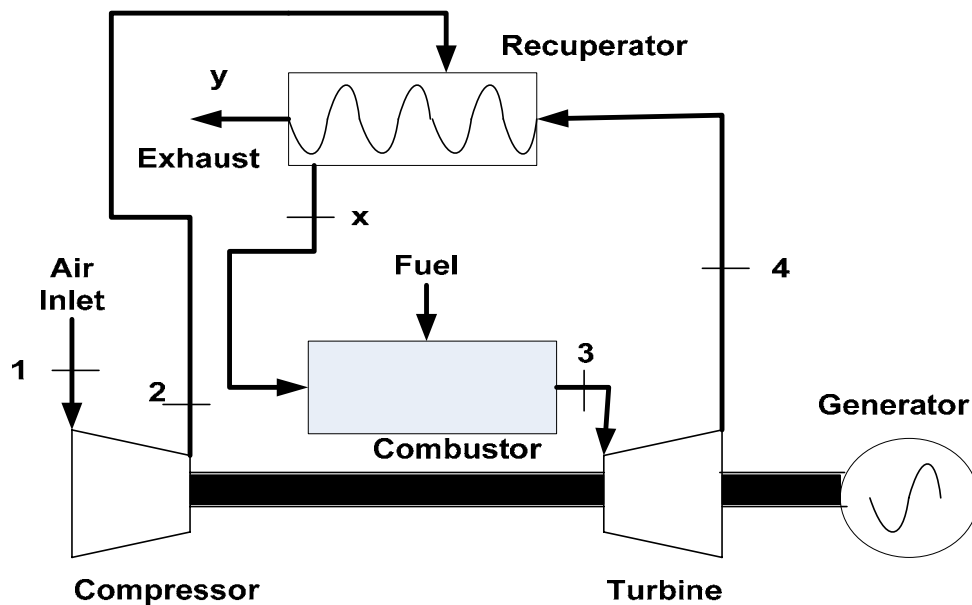 Recuperator
y
Exhaust
x
Air
Inlet
Fuel
4
1
2
3
Generator
Combustor
Compressor
Turbine